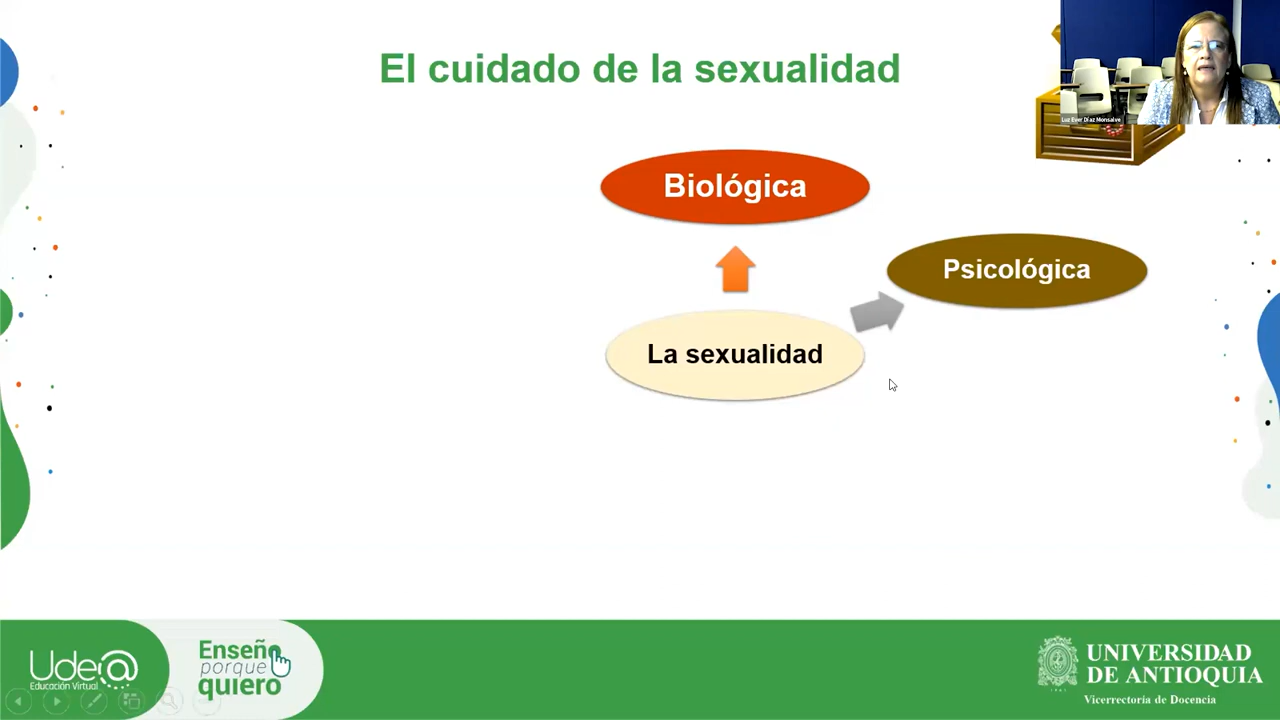 El cuidado de la sexualidad
Luz Ever Díaz Monsalve
Biológica
Psicológica
La sexualidad
Ude@
Educación Virtual
Enseño
porque
quiero
UNIVERSIDAD
DE ANTIOQUIA
Vicerrectoría de Docencia